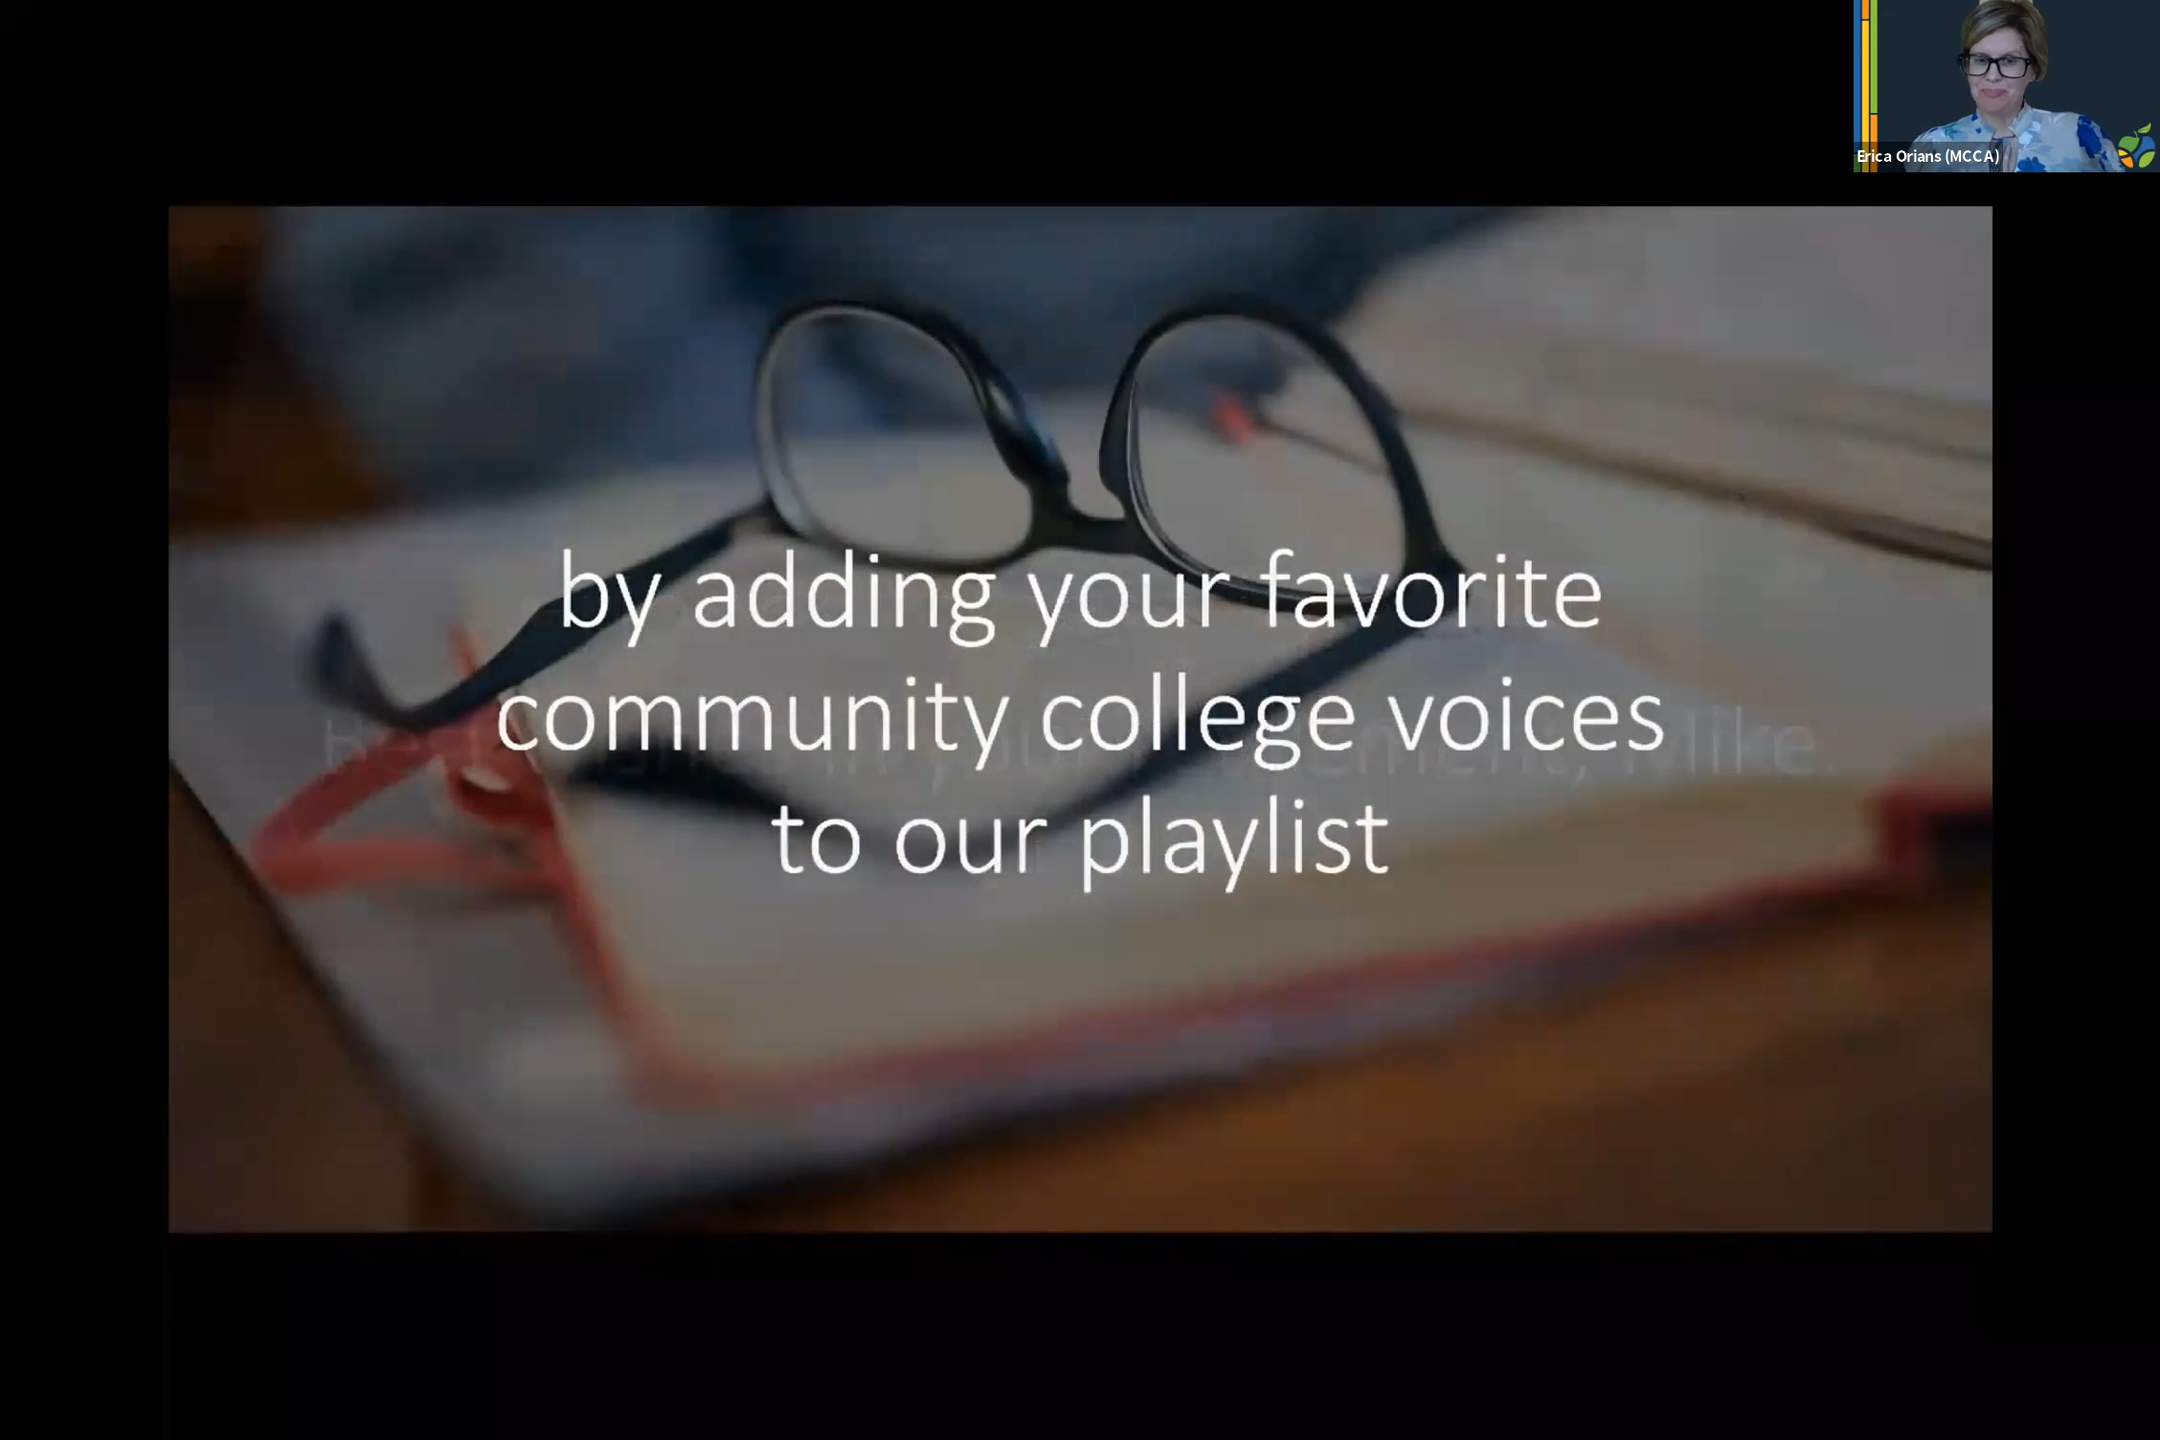 Erica Orians (MCCA)
by adding your favorite
community college voices
to our playlist